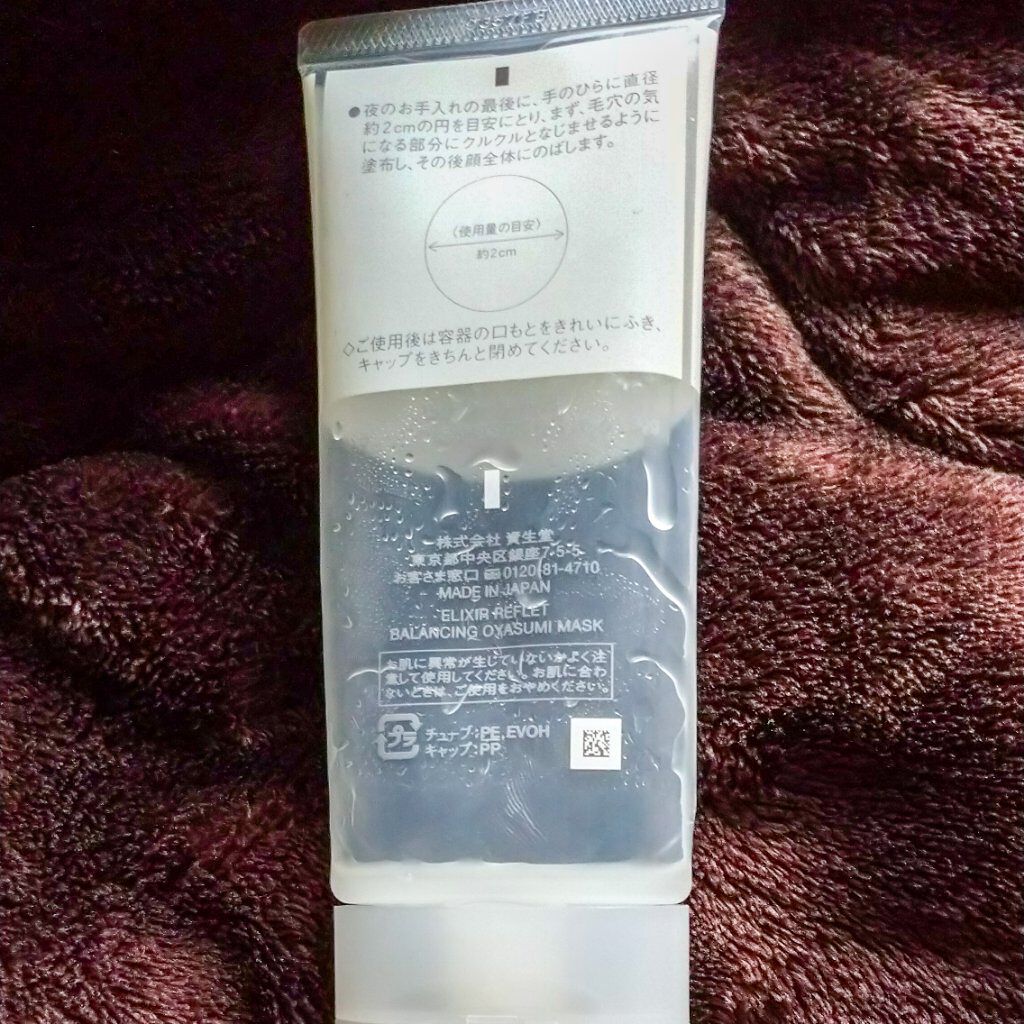 ●夜のお手入れの最後に、手のひらに直径
約2cmの円を目安にとり、まず、毛穴の気
になる部分にクルクルとなじませるように
塗布し、その後顔全体にのばします。
〈使用量の目安〉
約2cm
◇ご使用後は容器の口もとをきれいにふき、
キャップをきちんと閉めてください。
株式会社 資生堂
東京都中央区銀座7-5-5
お客さま窓口 0120-81-4710
MADE IN JAPAN
ELIXIR REFLET
BALANCING OYASUMI MASK
お肌に異常が生じていないかよく注
意して使用してください。お肌に合わ
ないときは、ご使用をおやめください。
プラ
チューブ:PE,EVOH
キャップ:PP